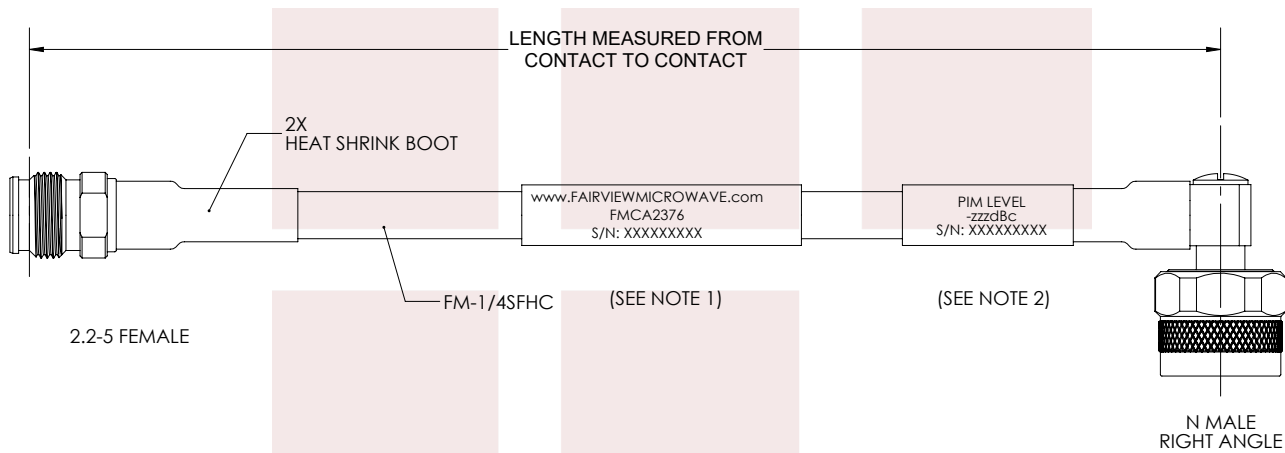 LENGTH MEASURED FROM
CONTACT TO CONTACT
2X
HEAT SHRINK BOOT
www.FAIRVIEWMICROWAVE.com
FMCA2376
S/N: XXXXXXXXX
PIM LEVEL
-zzzdBc
S/N: XXXXXXXXX
FM-1/4SFHC
(SEE NOTE 1)
(SEE NOTE 2)
2.2-5 FEMALE
N MALE
RIGHT ANGLE